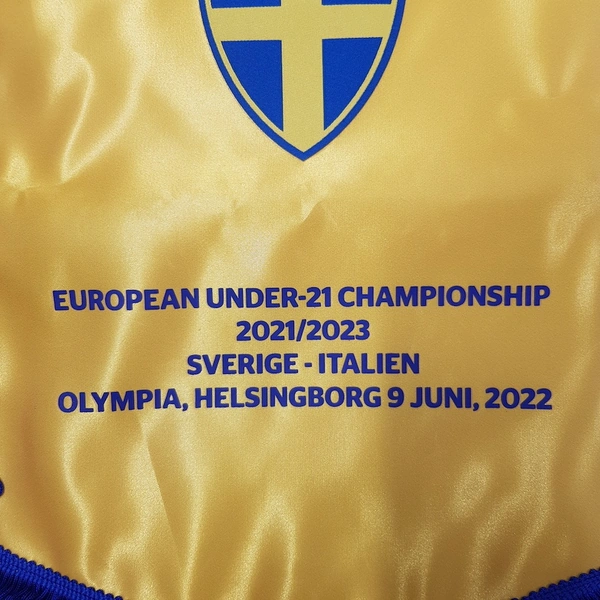 EUROPEAN UNDER-21 CHAMPIONSHIP
2021/2023
SVERIGE - ITALIEN
OLYMPIA, HELSINGBORG 9 JUNI, 2022